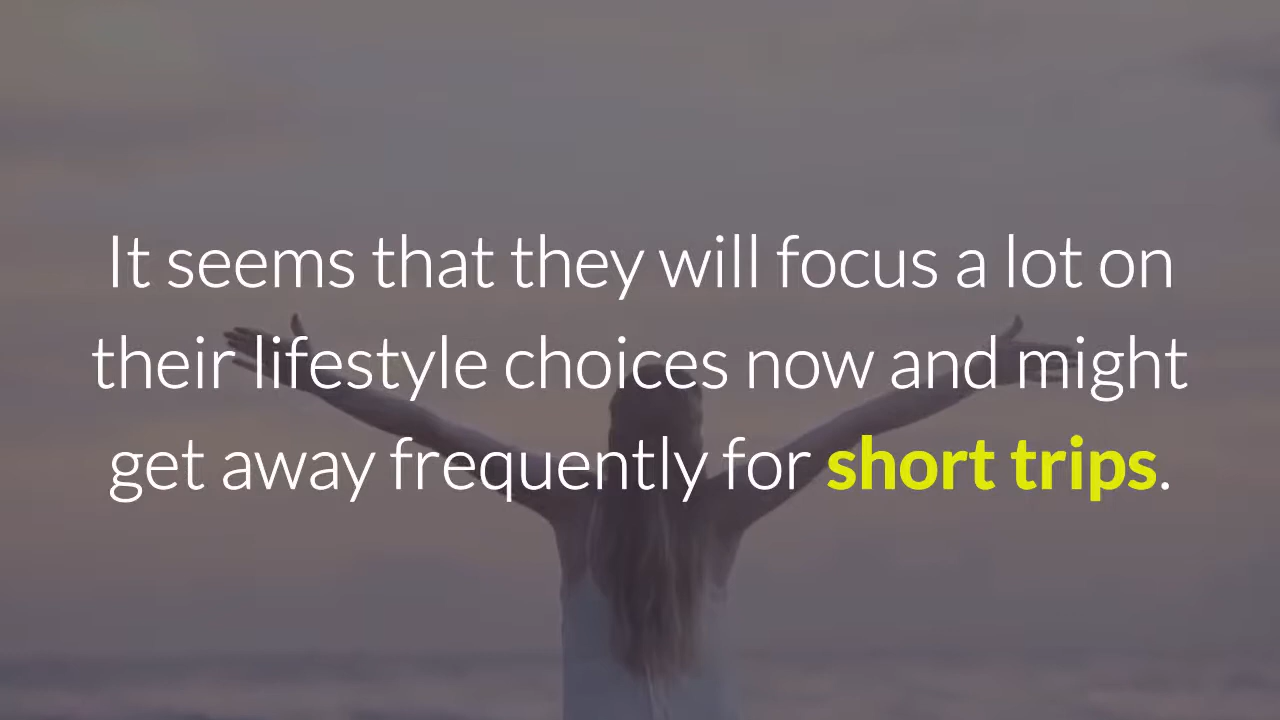 It seems that they will focus a lot on
their lifestyle choices now and might
get away frequently for short trips.